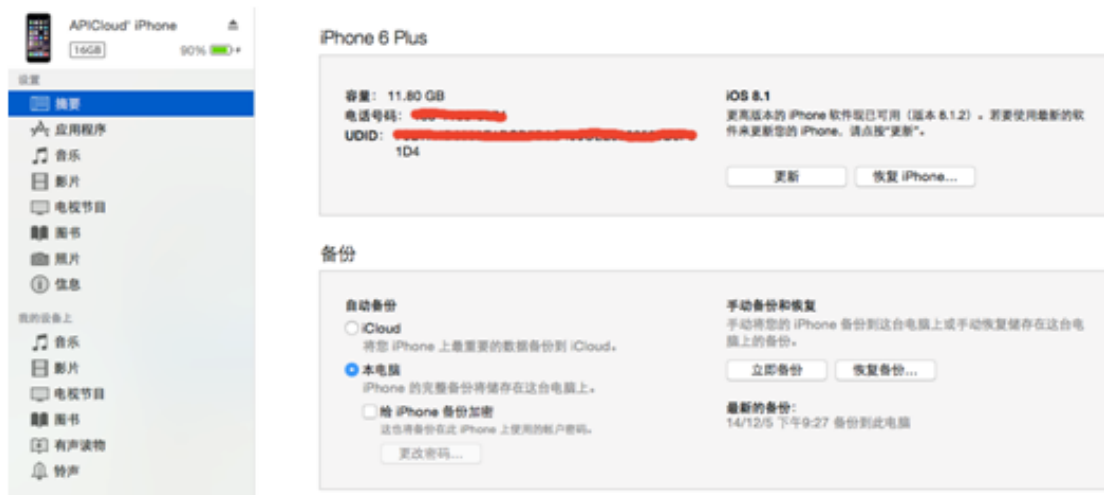 APICloud' iPhone
16GB
90%
设置
摘要
应用程序
音乐
影片
电视节目
图书
照片
信息
我的设备上
音乐
影片
电视节目
图书
有声读物
铃声
iPhone 6 Plus
容量: 11.80 GB
电话号码:
UDID:
1D4
iOS 8.1
更高版本的 iPhone 软件现已可用（版本 8.1.2）。若要使用最新的软
件来更新您的 iPhone，请点按“更新”。
更新
恢复 iPhone...
备份
自动备份
iCloud
将您 iPhone 上最重要的数据备份到 iCloud。
本电脑
iPhone 的完整备份将储存在这台电脑上。
给 iPhone 备份加密
这也将备份在此 iPhone 上使用的帐户密码。
更改密码...
手动备份和恢复
手动将您的 iPhone 备份到这台电脑上或手动恢复储存在这台电
脑上的备份。
立即备份
恢复备份...
最新的备份:
14/12/5 下午9:27 备份到此电脑